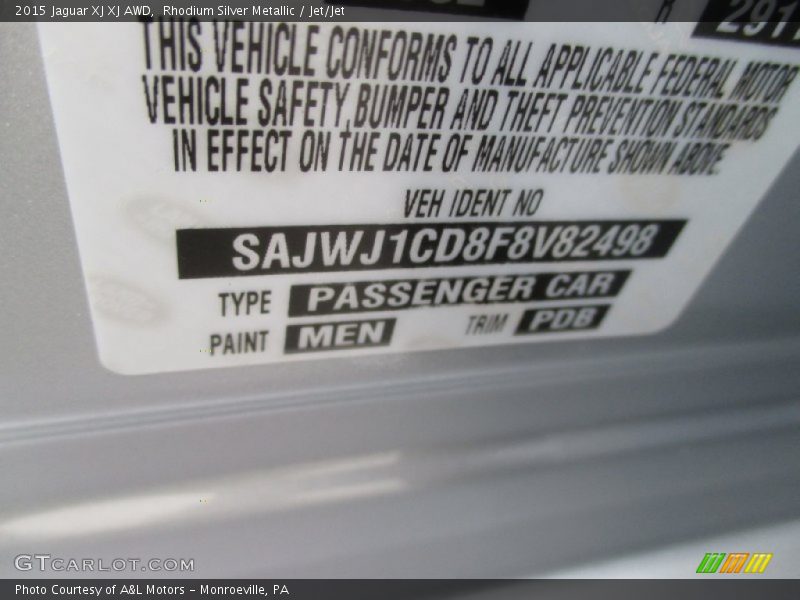 2015 Jaguar XJ XJ AWD, Rhodium Silver Metallic / Jet/Jet
THIS VEHICLE CONFORMS TO ALL APPLICABLE FEDERAL MOTOR
VEHICLE SAFETY, BUMPER AND THEFT PREVENTION STANDARDS
IN EFFECT ON THE DATE OF MANUFACTURE SHOWN ABOVE.
VEH IDENT NO
SAJWJ1CD8F8V82498
TYPE PASSENGER CAR
PAINT MEN TRIM PDB
GTCARLOT.COM
Photo Courtesy of A&L Motors - Monroeville, PA